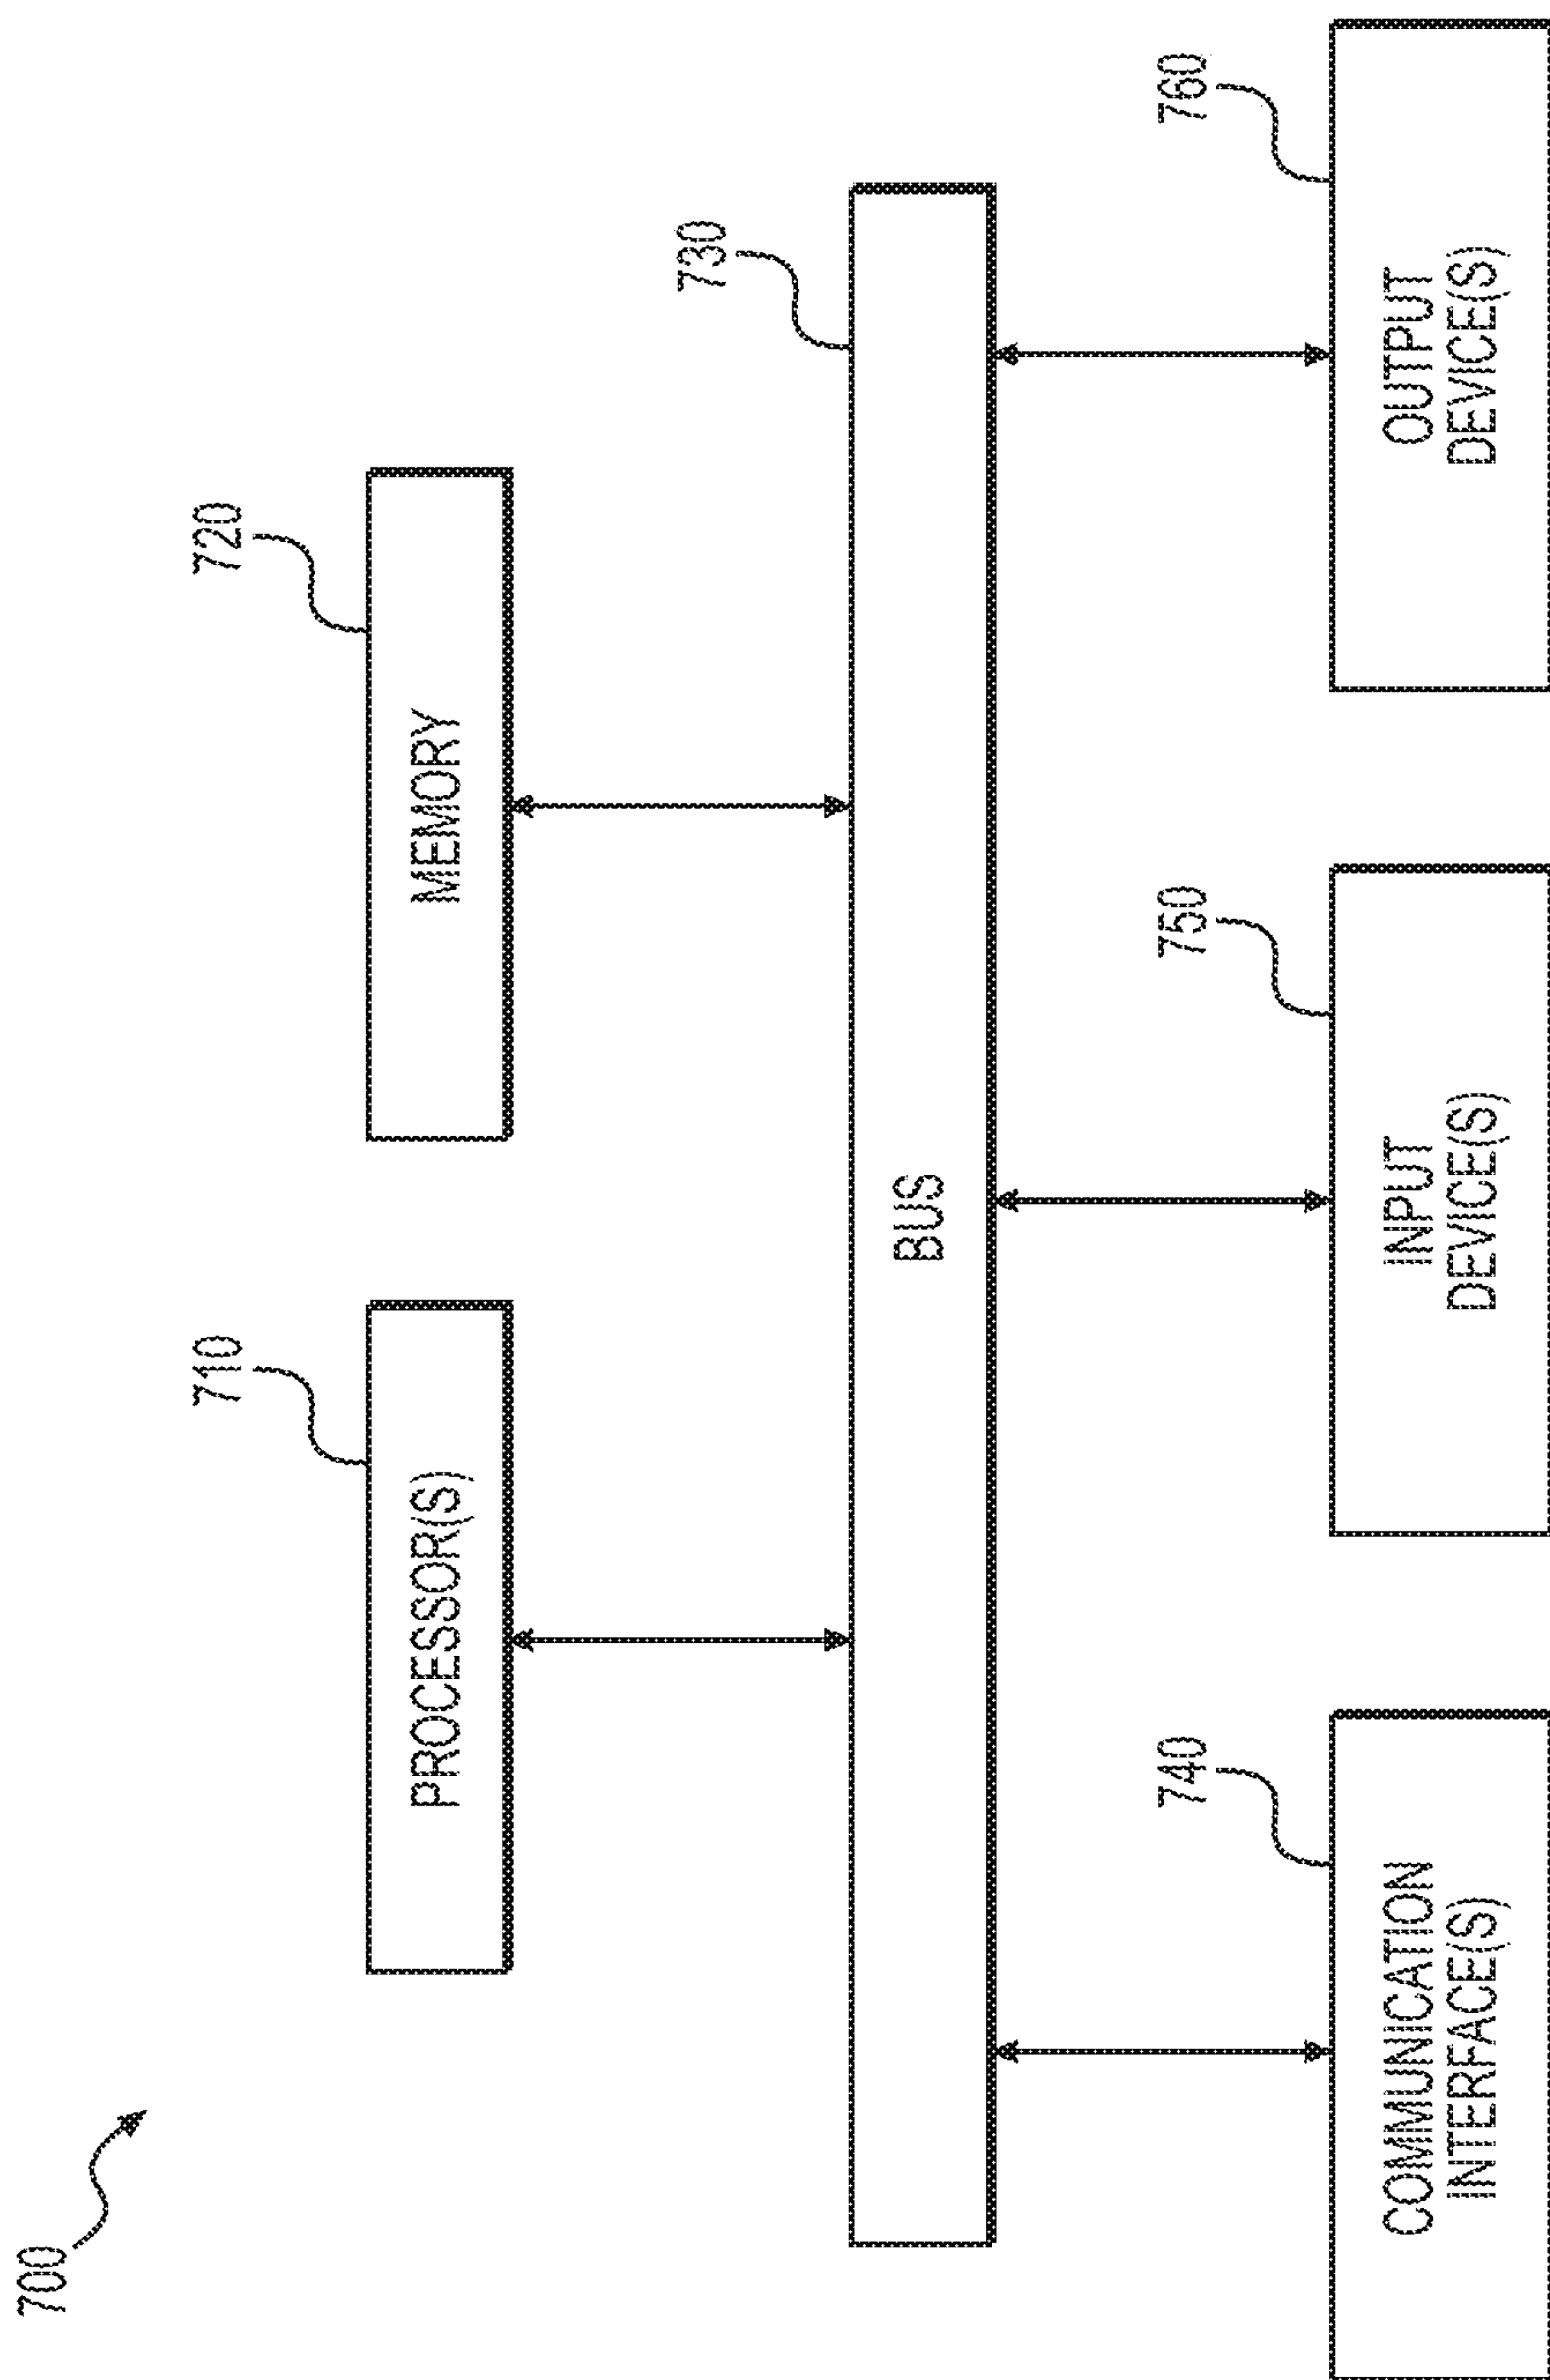 700
710
PROCESSOR(S)
720
MEMORY
730
BUS
740
COMMUNICATION
INTERFACE(S)
750
INPUT
DEVICE(S)
760
OUTPUT
DEVICE(S)